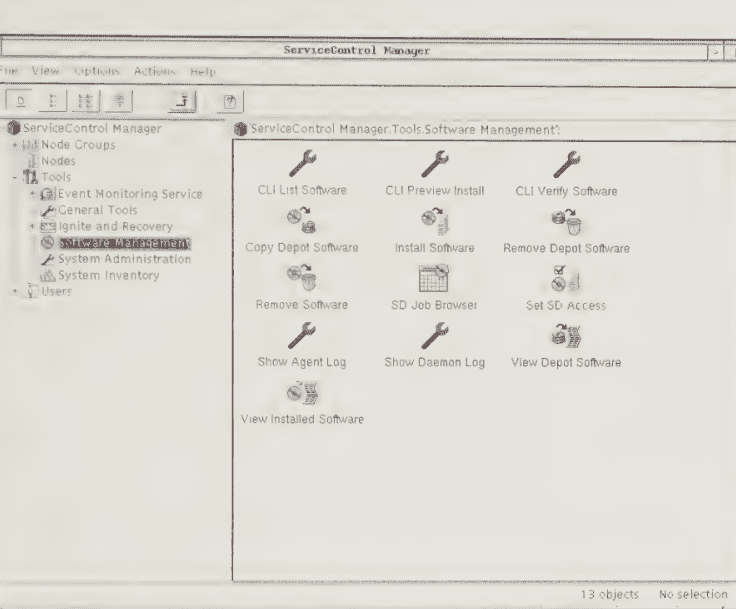 ServiceControl Manager
File View Options Actions Help
ServiceControl Manager
Node Groups
Nodes
Tools
Event Monitoring Service
General Tools
Ignite and Recovery
Software Management
System Administration
System Inventory
Users
'ServiceControl Manager.Tools.Software Management':
CLI List Software CLI Preview Install CLI Verify Software
Copy Depot Software Install Software Remove Depot Software
Remove Software SD Job Browser Set SD Access
Show Agent Log Show Daemon Log View Depot Software
View Installed Software
13 objects No selection